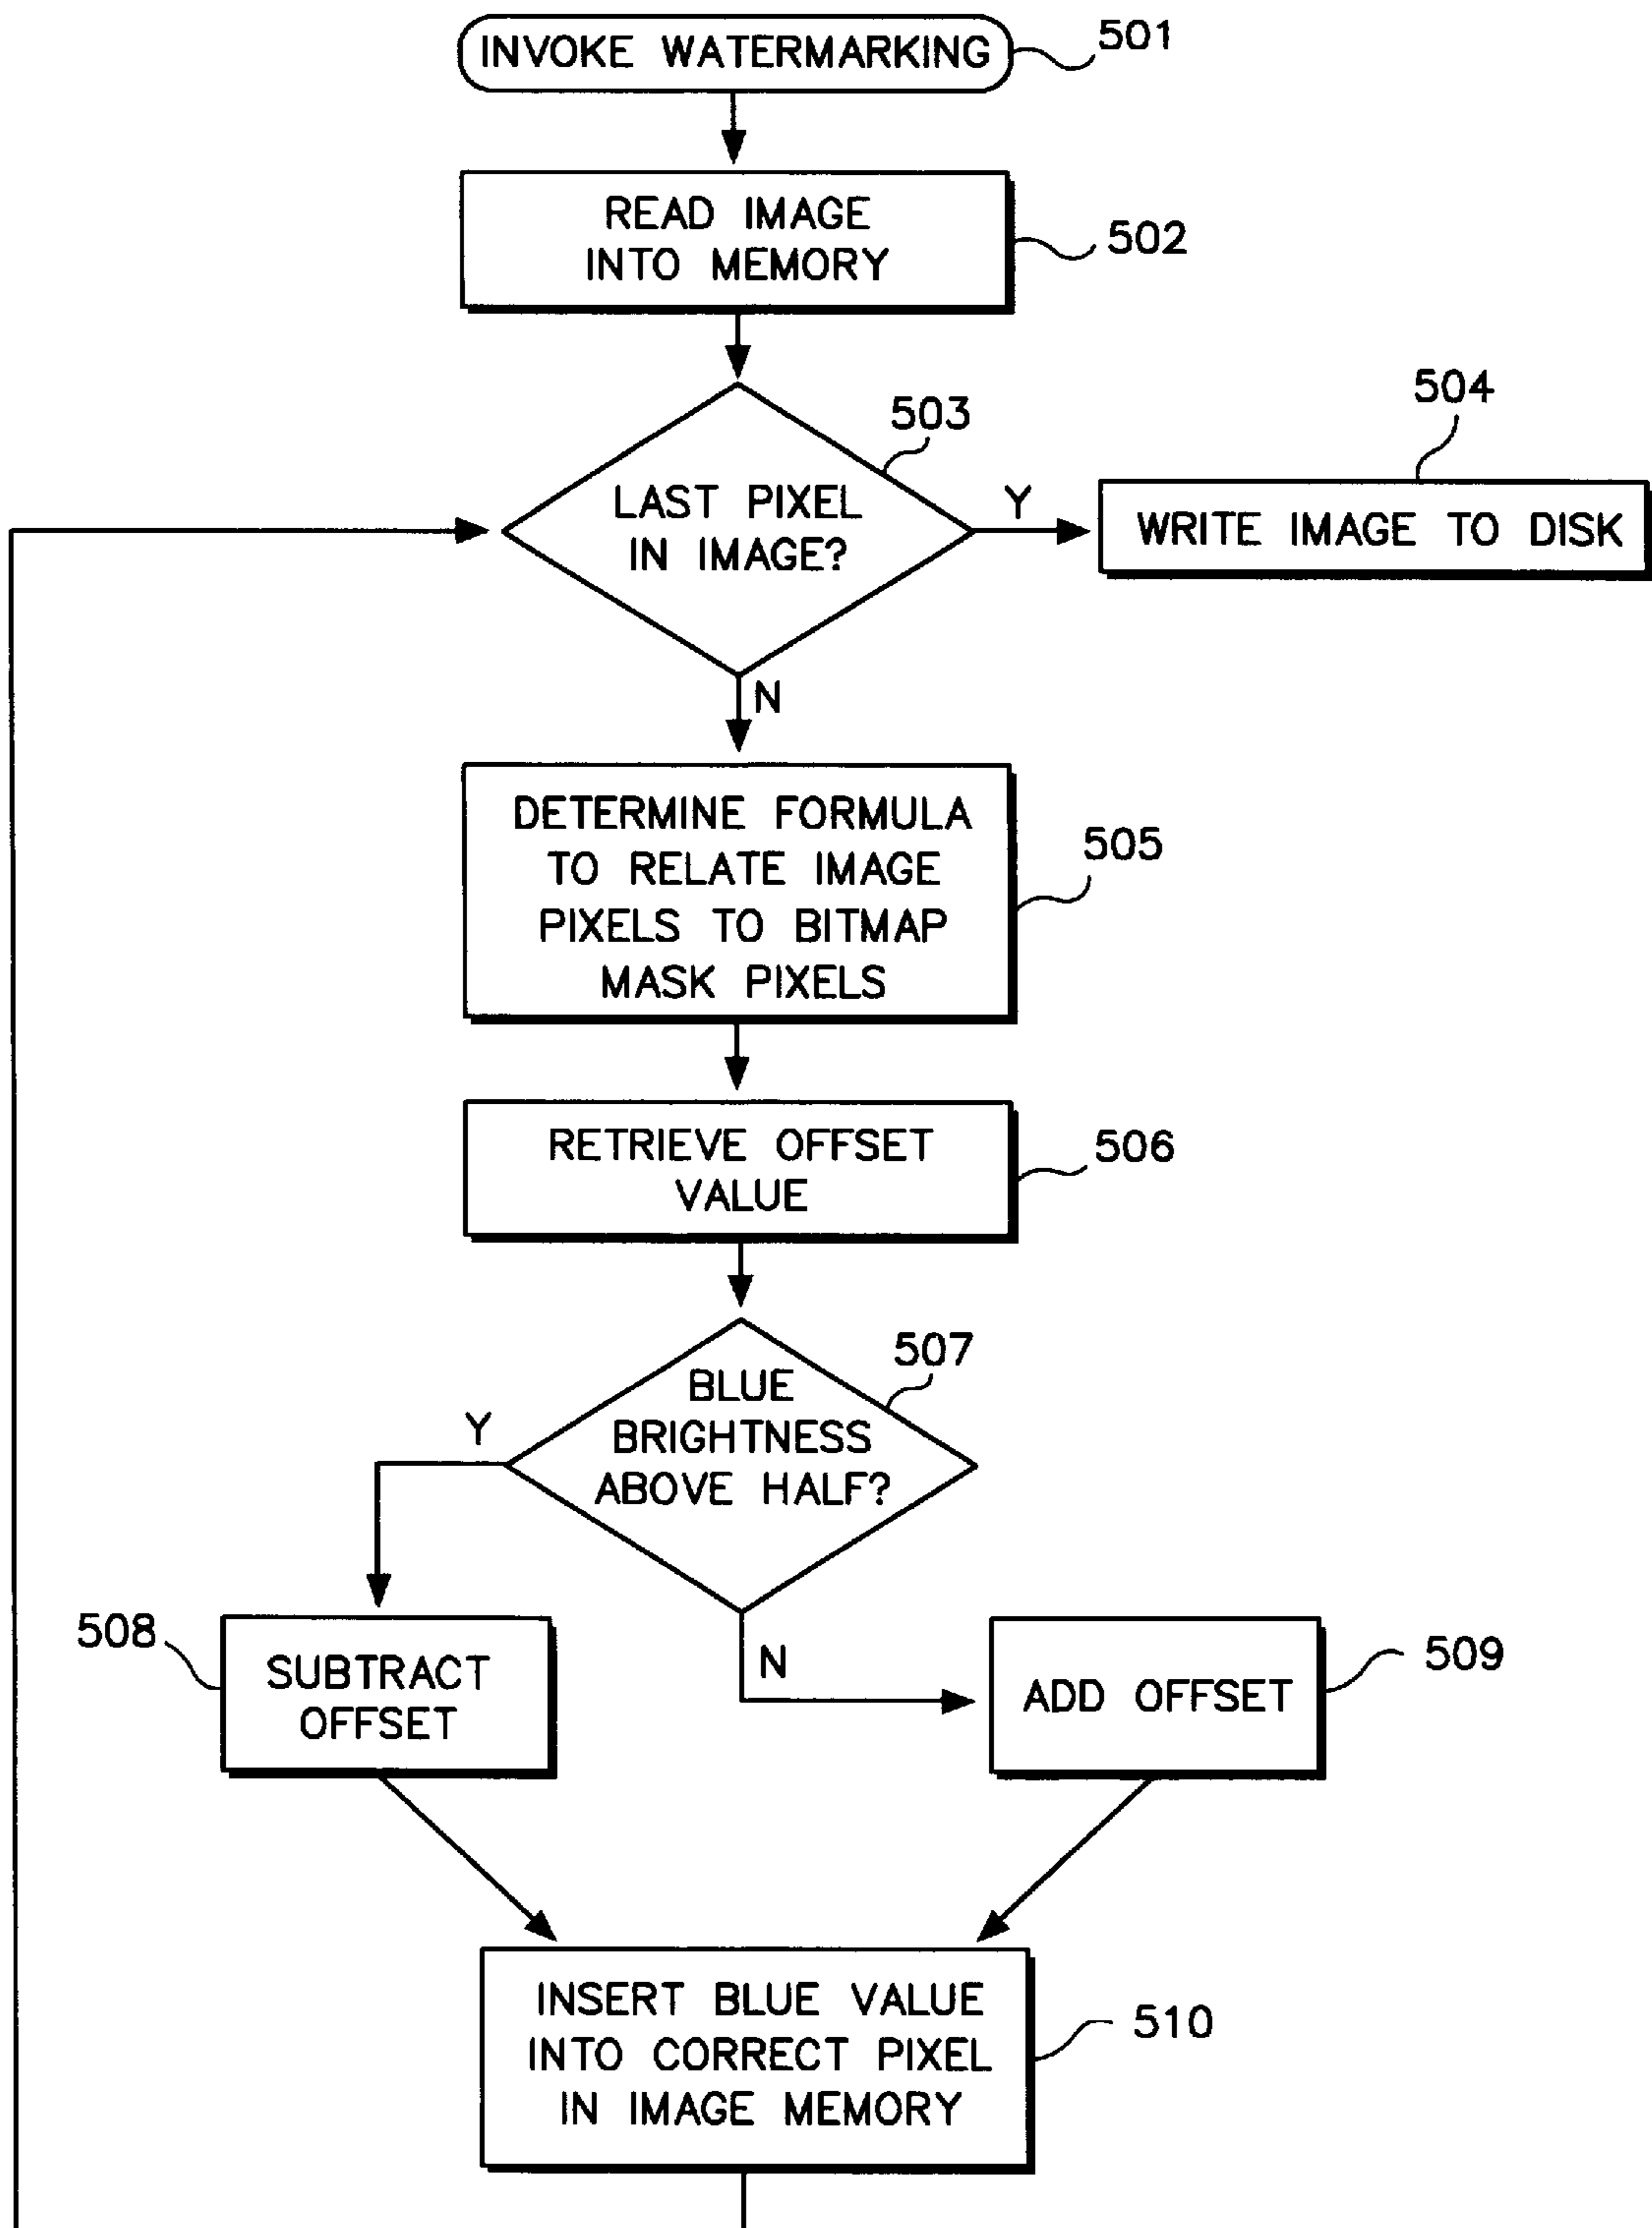 INVOKE WATERMARKING
501
READ IMAGE
INTO MEMORY
502
503
504
LAST PIXEL
IN IMAGE?
Y
WRITE IMAGE TO DISK
N
DETERMINE FORMULA
TO RELATE IMAGE
PIXELS TO BITMAP
MASK PIXELS
505
RETRIEVE OFFSET
VALUE
506
507
BLUE
BRIGHTNESS
ABOVE HALF?
Y
N
508
SUBTRACT
OFFSET
509
ADD OFFSET
INSERT BLUE VALUE
INTO CORRECT PIXEL
IN IMAGE MEMORY
510